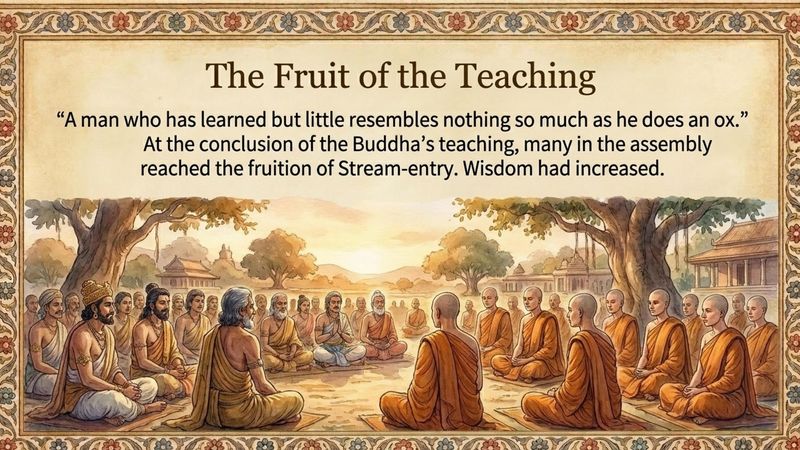 The Fruit of the Teaching
“A man who has learned but little resembles nothing so much as he does an ox.”
At the conclusion of the Buddha’s teaching, many in the assembly
reached the fruition of Stream-entry. Wisdom had increased.